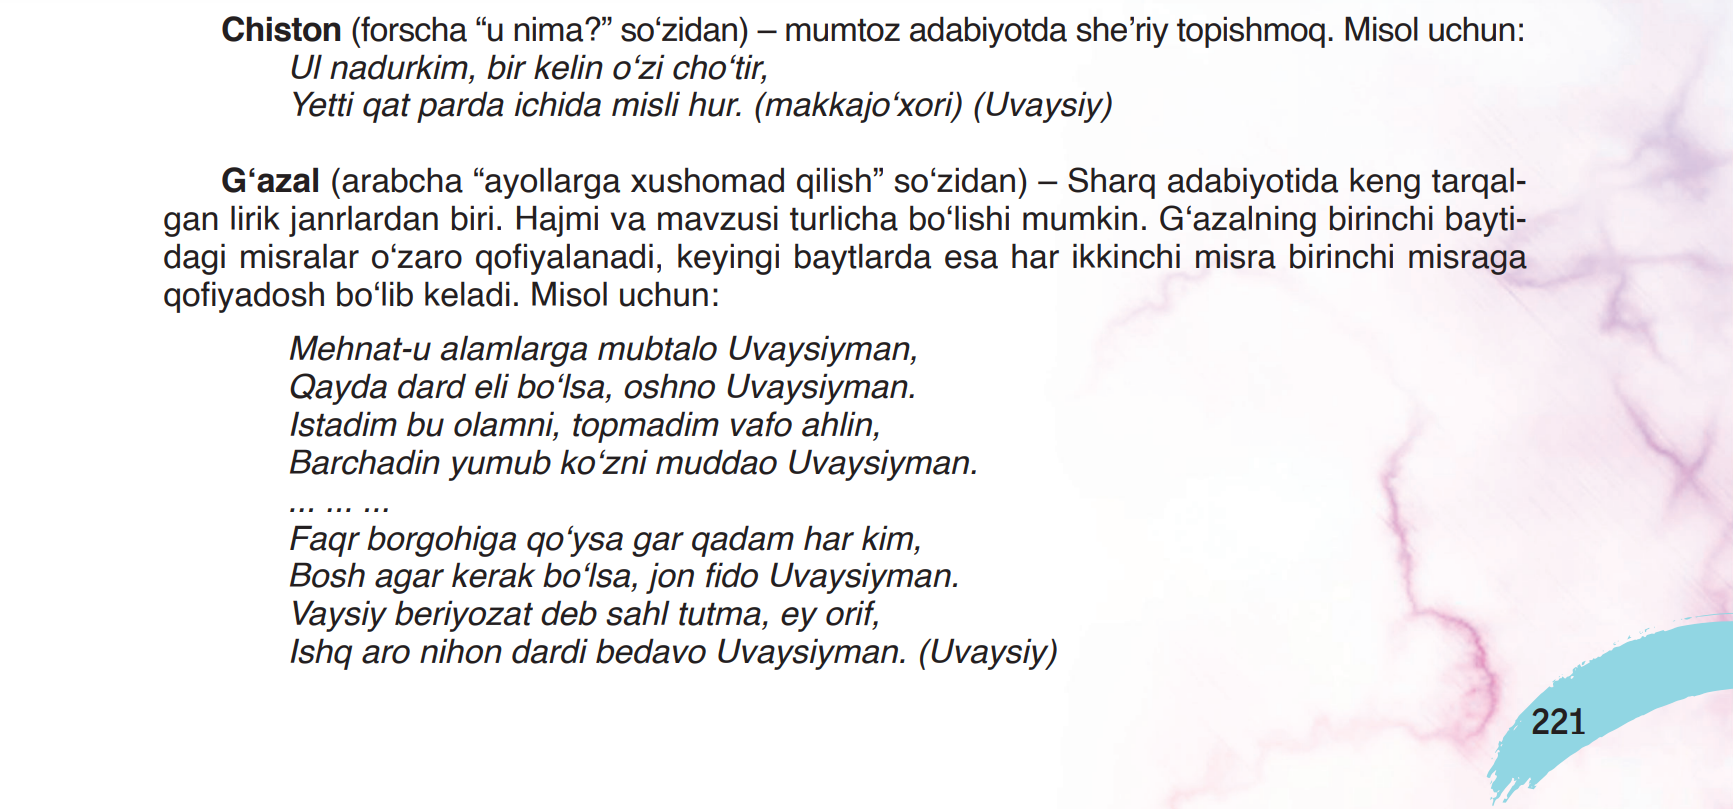 Chiston (forscha “u nima?” so‘zidan) – mumtoz adabiyotda she’riy topishmoq. Misol uchun:
Ul nadurkim, bir kelin o‘zi cho‘tir,
Yetti qat parda ichida misli hur. (makkajo‘xori) (Uvaysiy)
G‘azal (arabcha “ayollarga xushomad qilish” so‘zidan) – Sharq adabiyotida keng tarqal-
gan lirik janrlardan biri. Hajmi va mavzusi turlicha bo‘lishi mumkin. G‘azalning birinchi bayti-
dagi misralar o‘zaro qofiyalanadi, keyingi baytlarda esa har ikkinchi misra birinchi misraga
qofiyadosh bo‘lib keladi. Misol uchun:
Mehnat-u alamlarga mubtalo Uvaysiyman,
Qayda dard eli bo‘lsa, oshno Uvaysiyman.
Istadim bu olamni, topmadim vafo ahlin,
Barchadin yumub ko‘zni muddao Uvaysiyman.
... ... ...
Faqr borgohiga qo‘ysa gar qadam har kim,
Bosh agar kerak bo‘lsa, jon fido Uvaysiyman.
Vaysiy beriyozat deb sahl tutma, ey orif,
Ishq aro nihon dardi bedavo Uvaysiyman. (Uvaysiy)
221